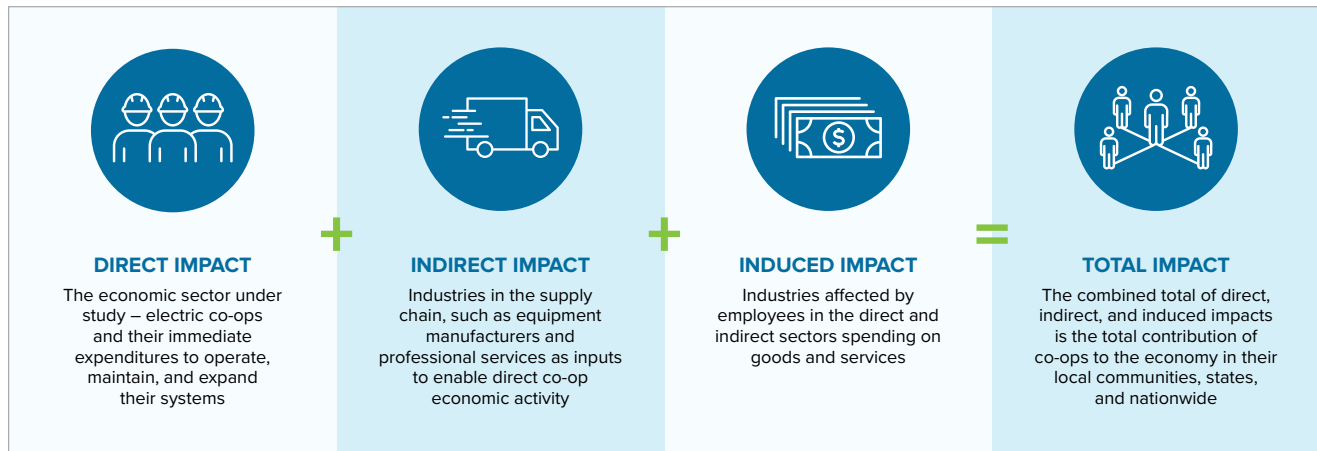 $
+
+
=
DIRECT IMPACT
The economic sector under
study – electric co-ops
and their immediate
expenditures to operate,
maintain, and expand
their systems
INDIRECT IMPACT
Industries in the supply
chain, such as equipment
manufacturers and
professional services as inputs
to enable direct co-op
economic activity
INDUCED IMPACT
Industries affected by
employees in the direct and
indirect sectors spending on
goods and services
TOTAL IMPACT
The combined total of direct,
indirect, and induced impacts
is the total contribution of
co-ops to the economy in their
local communities, states,
and nationwide